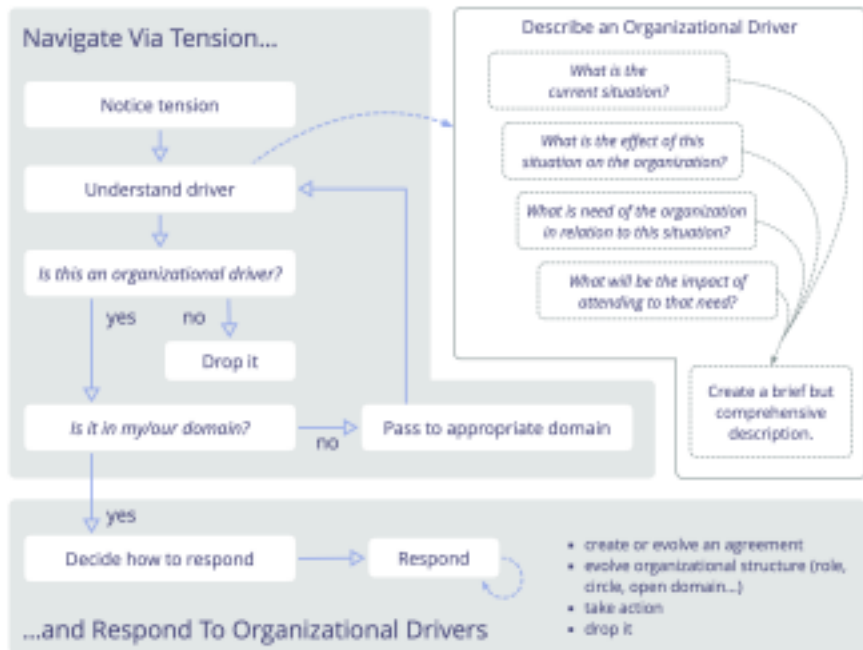 Navigate Via Tension...
Notice tension
Understand driver
Is this an organizational driver?
yes
no
Drop it
Is it in my/our domain?
no
Pass to appropriate domain
yes
Decide how to respond
Respond
• create or evolve an agreement
• evolve organizational structure (role,
circle, open domain...)
• take action
• drop it
...and Respond To Organizational Drivers
Describe an Organizational Driver
What is the
current situation?
What is the effect of this
situation on the organization?
What is need of the organization
in relation to this situation?
What will be the impact of
attending to that need?
Create a brief but
comprehensive
description.